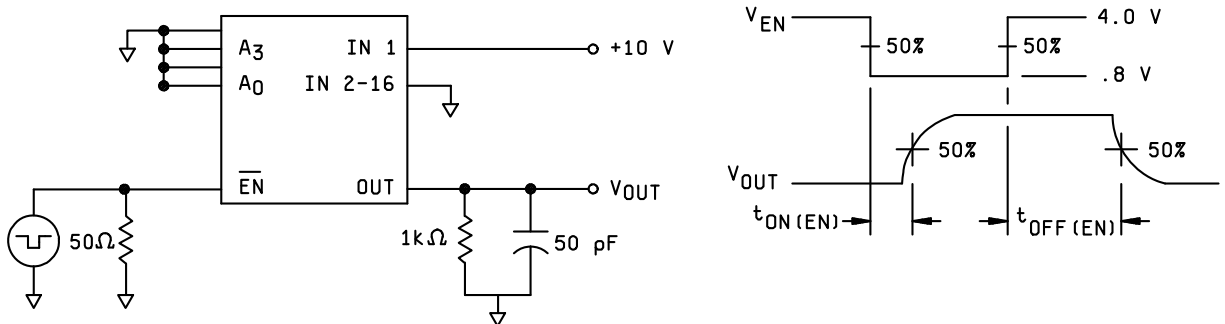 A3
A0
IN 1
IN 2-16
+10 V
EN
OUT
VOUT
50Ω
1kΩ
50 pF
VEN
50%
50%
4.0 V
.8 V
VOUT
50%
50%
tON(EN)
tOFF(EN)